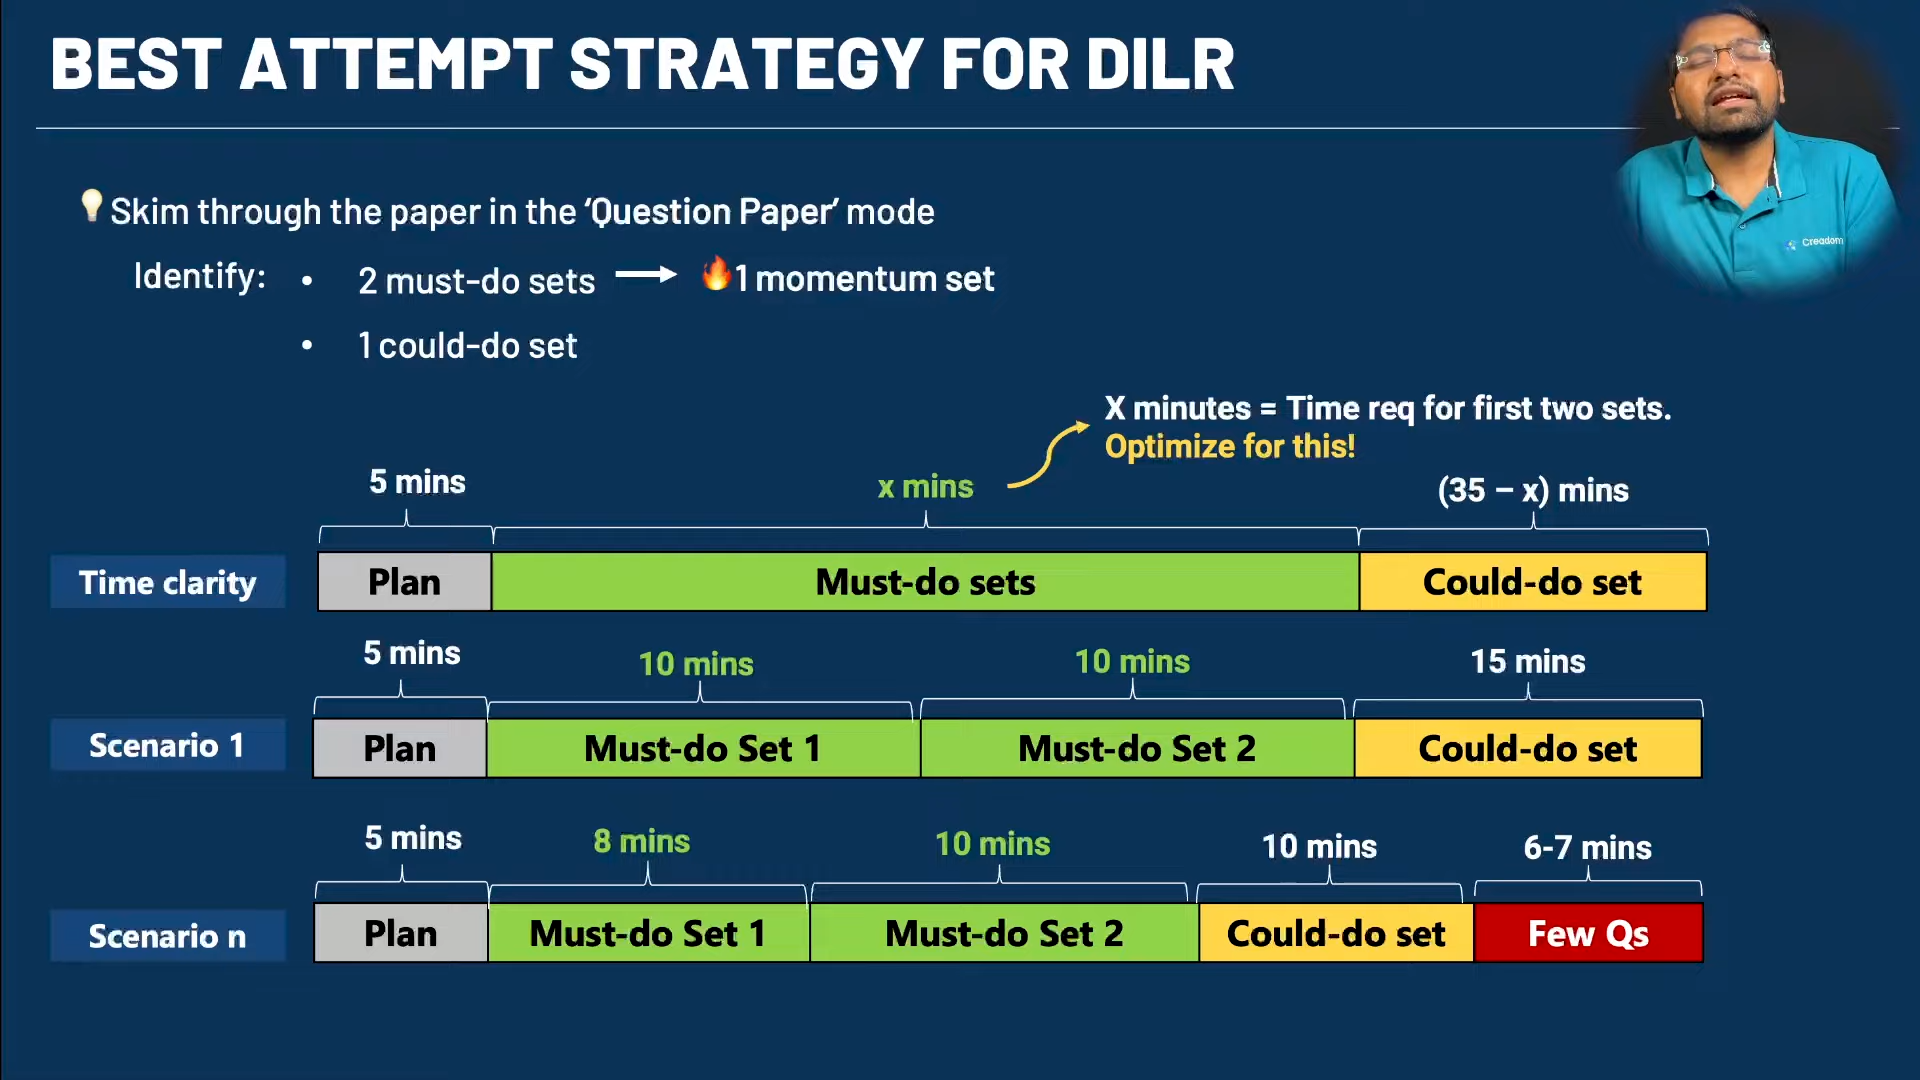 BEST ATTEMPT STRATEGY FOR DILR
Creadom
Skim through the paper in the ‘Question Paper’ mode
Identify: • 2 must-do sets → 1 momentum set
• 1 could-do set
X minutes = Time req for first two sets.
Optimize for this!
5 mins x mins (35 – x) mins
Time clarity Plan Must-do sets Could-do set
5 mins 10 mins 10 mins 15 mins
Scenario 1 Plan Must-do Set 1 Must-do Set 2 Could-do set
5 mins 8 mins 10 mins 10 mins 6-7 mins
Scenario n Plan Must-do Set 1 Must-do Set 2 Could-do set Few Qs